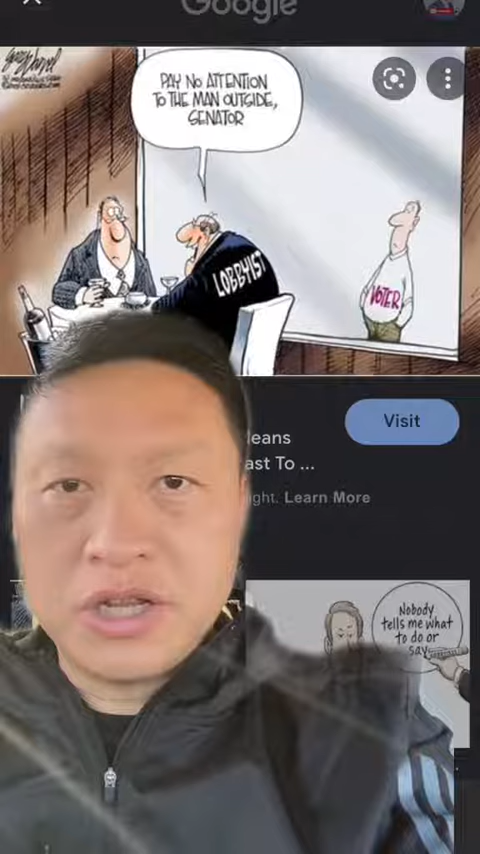 Google
PAY NO ATTENTION
TO THE MAN OUTSIDE,
SENATOR
LOBBYIST
VOTER
Visit
leans
ast To ...
ght. Learn More
Nobody
tells me what
to do or
say